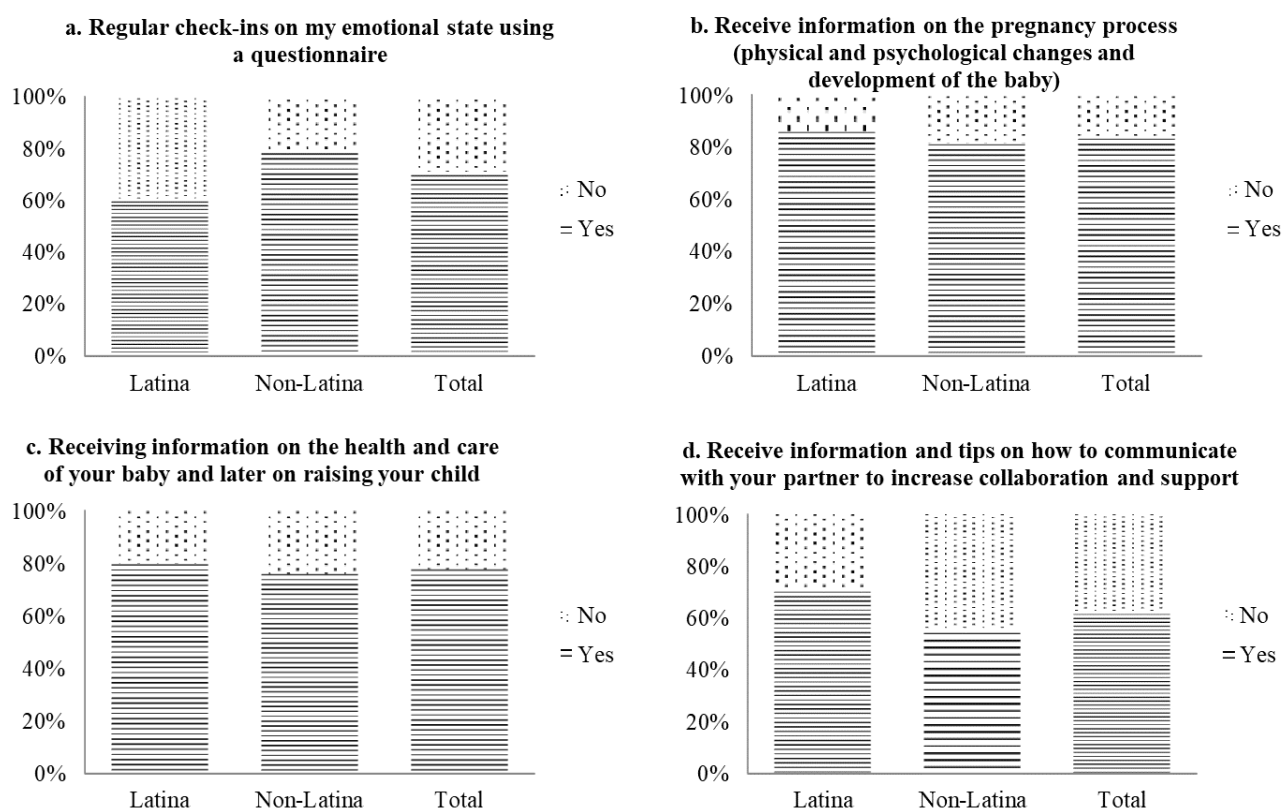 a. Regular check-ins on my emotional state using
a questionnaire
100%
80%
60%
40%
20%
0%
Latina
Non-Latina
Total
No
Yes
b. Receive information on the pregnancy process
(physical and psychological changes and
development of the baby)
100%
80%
60%
40%
20%
0%
Latina
Non-Latina
Total
No
Yes
c. Receiving information on the health and care
of your baby and later on raising your child
100%
80%
60%
40%
20%
0%
Latina
Non-Latina
Total
No
Yes
d. Receive information and tips on how to communicate
with your partner to increase collaboration and support
100%
80%
60%
40%
20%
0%
Latina
Non-Latina
Total
No
Yes